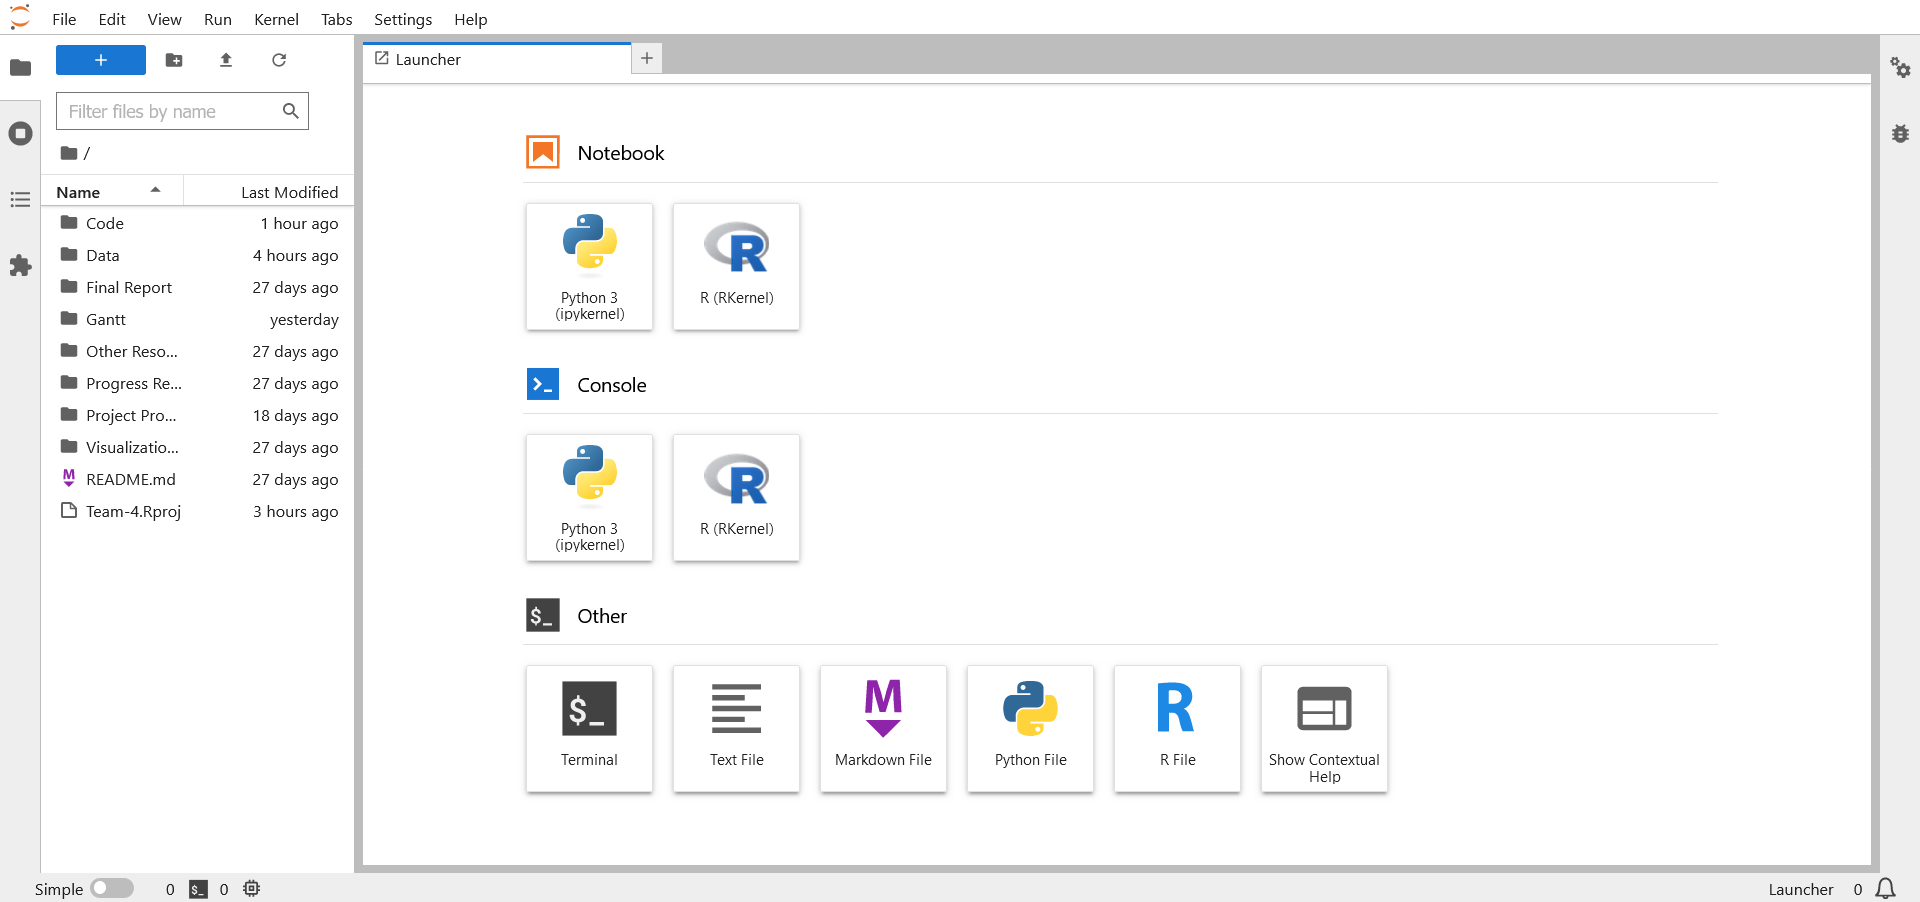 File Edit View Run Kernel Tabs Settings Help
Launcher
Filter files by name
/
Name Last Modified
Code 1 hour ago
Data 4 hours ago
Final Report 27 days ago
Gantt yesterday
Other Reso... 27 days ago
Progress Re... 27 days ago
Project Pro... 18 days ago
Visualizatio... 27 days ago
README.md 27 days ago
Team-4.Rproj 3 hours ago
Notebook
Python 3
(ipykernel)
R (RKernel)
Console
Python 3
(ipykernel)
R (RKernel)
$_ Other
$_
Terminal
Text File
M
Markdown File
Python File
R
R File
Show Contextual
Help
Simple 0 $_ 0
Launcher 0